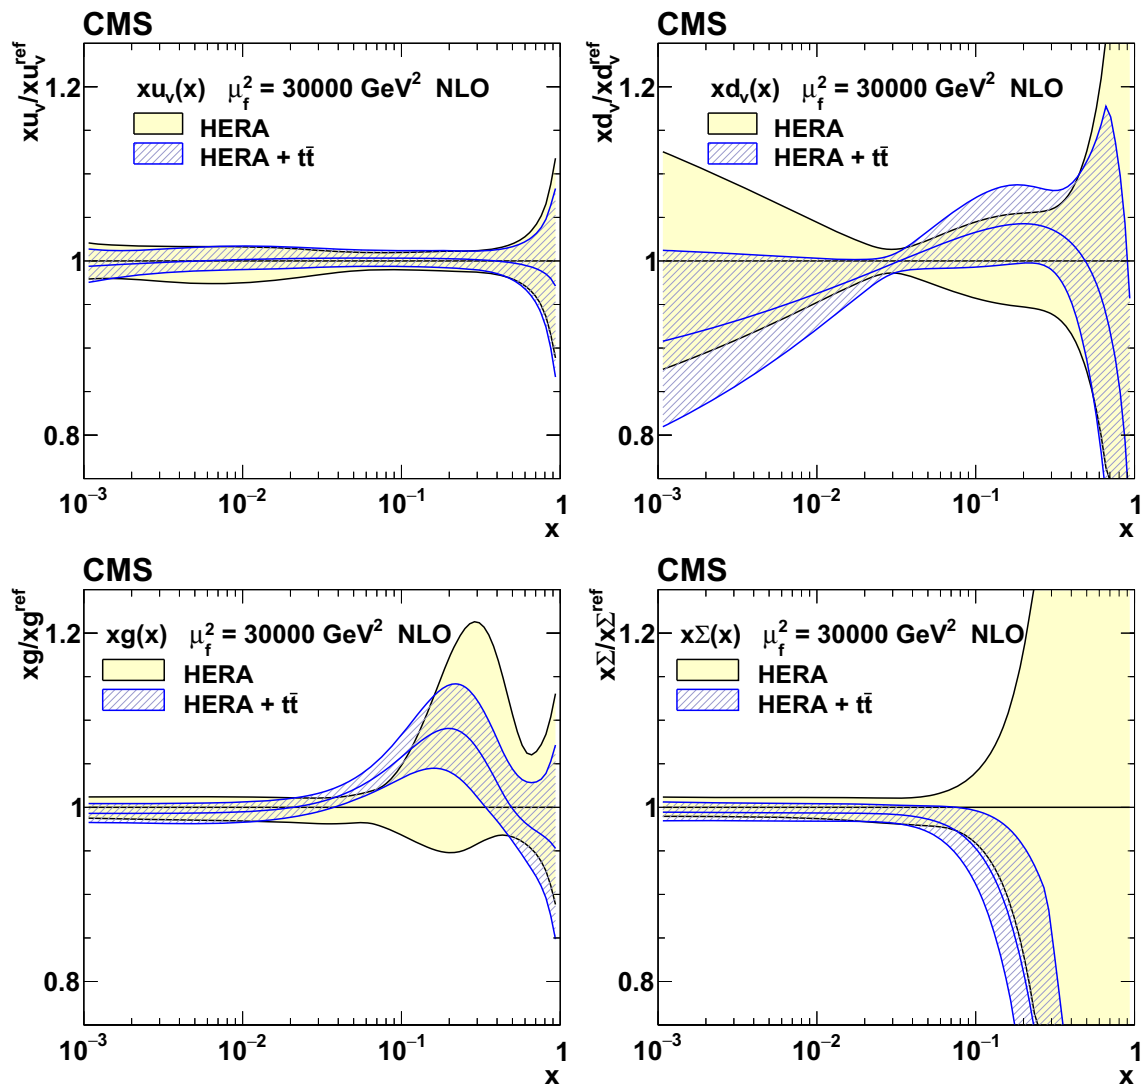 CMS
xu_v/xu_v^ref
xu_v(x) μ_f^2 = 30000 GeV^2 NLO
HERA
HERA + tt̄
1.2
1
0.8
10^−3 10^−2 10^−1 1
x
CMS
xd_v/xd_v^ref
xd_v(x) μ_f^2 = 30000 GeV^2 NLO
HERA
HERA + tt̄
1.2
1
0.8
10^−3 10^−2 10^−1 1
x
CMS
xg/xg^ref
xg(x) μ_f^2 = 30000 GeV^2 NLO
HERA
HERA + tt̄
1.2
1
0.8
10^−3 10^−2 10^−1 1
x
CMS
xΣ/xΣ^ref
xΣ(x) μ_f^2 = 30000 GeV^2 NLO
HERA
HERA + tt̄
1.2
1
0.8
10^−3 10^−2 10^−1 1
x